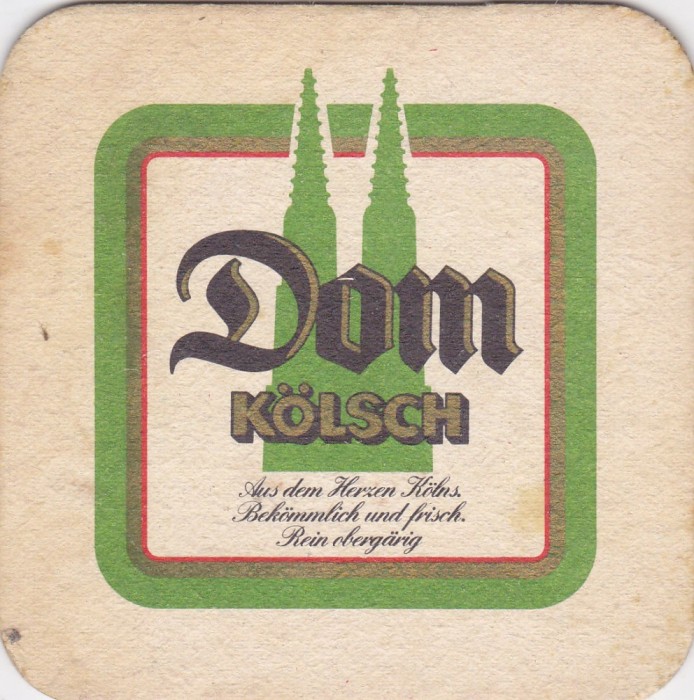 Dom
KÖLSCH
Aus dem Herzen Kölns.
Bekömmlich und frisch.
Rein obergärig